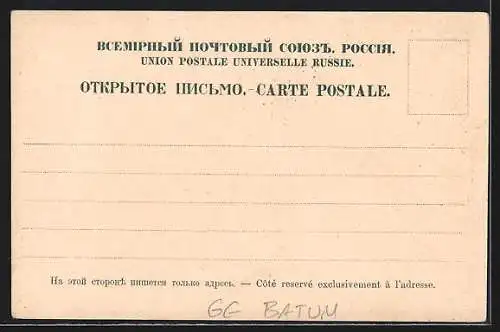 ВСЕМІРНЫЙ ПОЧТОВЫЙ СОЮЗЪ. РОССІЯ.
UNION POSTALE UNIVERSELLE RUSSIE.
ОТКРЫТОЕ ПИСЬМО.-CARTE POSTALE.
На этой сторонѣ пишется только адресъ. — Côté reservé exclusivement à l'adresse.
GE BATUM